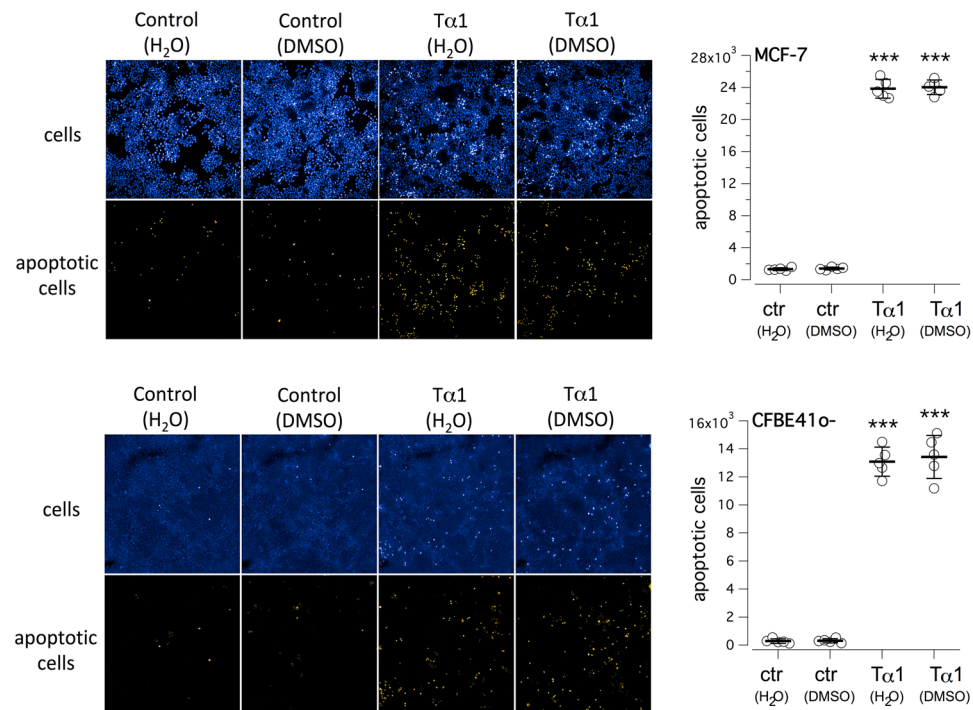 Control Control Tα1 Tα1
(H₂O) (DMSO) (H₂O) (DMSO)
cells
apoptotic
cells
MCF-7
28x10³
24
20
16
12
8
4
0
apoptotic cells
*** ***
ctr ctr Tα1 Tα1
(H₂O) (DMSO) (H₂O) (DMSO)
Control Control Tα1 Tα1
(H₂O) (DMSO) (H₂O) (DMSO)
cells
apoptotic
cells
CFBE41o-
16x10³
14
12
10
8
6
4
2
0
apoptotic cells
*** ***
ctr ctr Tα1 Tα1
(H₂O) (DMSO) (H₂O) (DMSO)